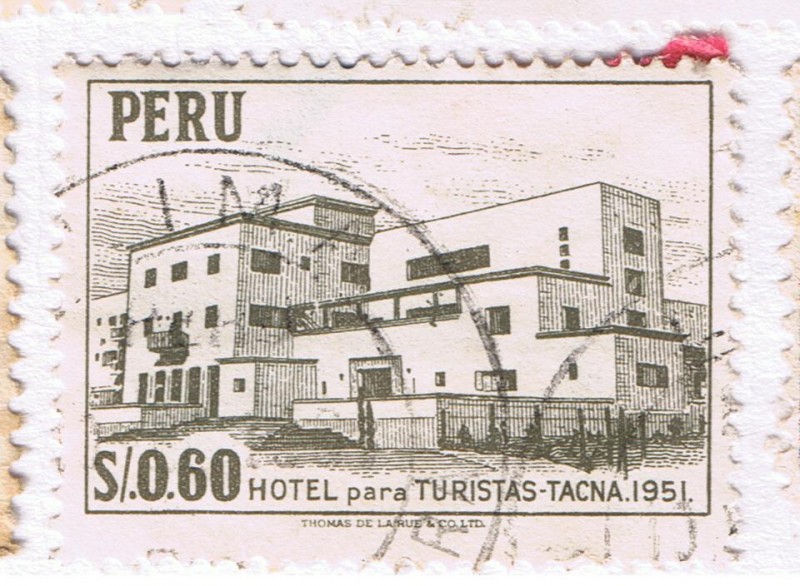 PERU
S/.0.60 HOTEL para TURISTAS-TACNA.1951.
THOMAS DE LA RUE & CO. LTD.